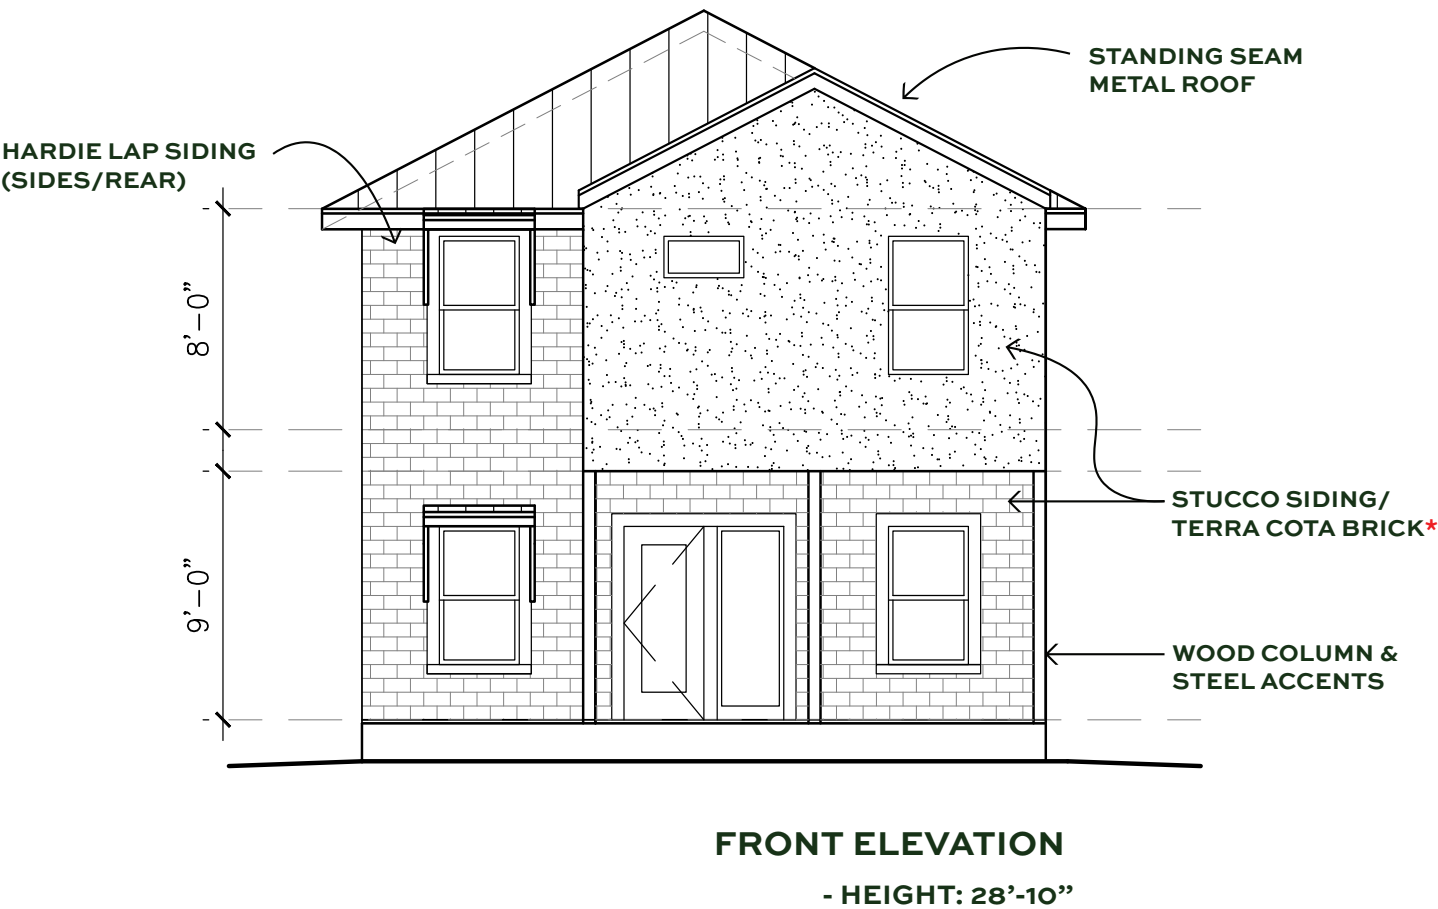 STANDING SEAM
METAL ROOF
HARDIE LAP SIDING
(SIDES/REAR)
8'–0"
9'–0"
STUCCO SIDING/
TERRA COTA BRICK*
WOOD COLUMN &
STEEL ACCENTS
FRONT ELEVATION
- HEIGHT: 28'-10"